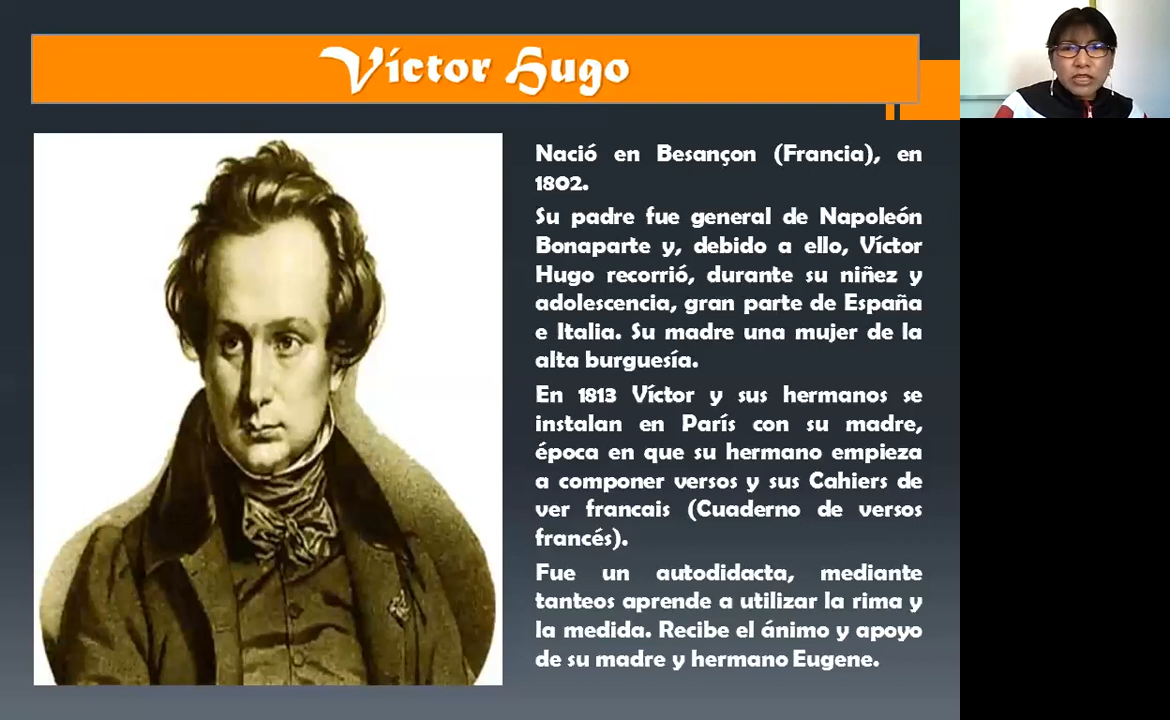 Víctor Hugo
Nació en Besançon (Francia), en
1802.
Su padre fue general de Napoleón
Bonaparte y, debido a ello, Víctor
Hugo recorrió, durante su niñez y
adolescencia, gran parte de España
e Italia. Su madre una mujer de la
alta burguesía.
En 1813 Víctor y sus hermanos se
instalan en París con su madre,
época en que su hermano empieza
a componer versos y sus Cahiers de
ver francais (Cuaderno de versos
francés).
Fue un autodidacta, mediante
tanteos aprende a utilizar la rima y
la medida. Recibe el ánimo y apoyo
de su madre y hermano Eugene.